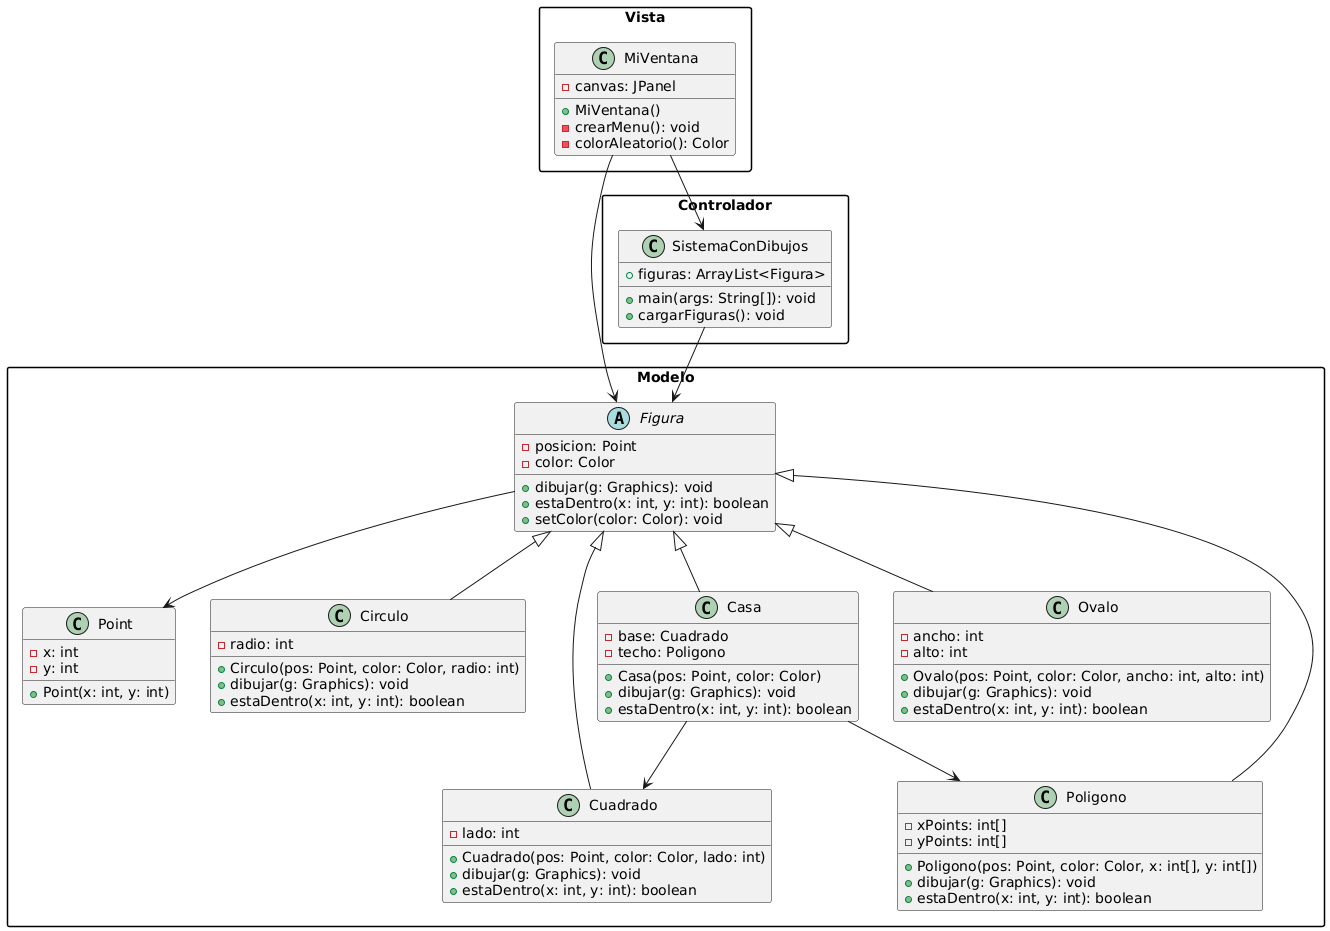 Vista
C MiVentana
canvas: JPanel
MiVentana()
crearMenu(): void
colorAleatorio(): Color
Controlador
C SistemaConDibujos
figuras: ArrayList<Figura>
main(args: String[]): void
cargarFiguras(): void
Modelo
A Figura
posicion: Point
color: Color
dibujar(g: Graphics): void
estaDentro(x: int, y: int): boolean
setColor(color: Color): void
C Point
x: int
y: int
Point(x: int, y: int)
C Circulo
radio: int
Circulo(pos: Point, color: Color, radio: int)
dibujar(g: Graphics): void
estaDentro(x: int, y: int): boolean
C Casa
base: Cuadrado
techo: Poligono
Casa(pos: Point, color: Color)
dibujar(g: Graphics): void
estaDentro(x: int, y: int): boolean
C Ovalo
ancho: int
alto: int
Ovalo(pos: Point, color: Color, ancho: int, alto: int)
dibujar(g: Graphics): void
estaDentro(x: int, y: int): boolean
C Cuadrado
lado: int
Cuadrado(pos: Point, color: Color, lado: int)
dibujar(g: Graphics): void
estaDentro(x: int, y: int): boolean
C Poligono
xPoints: int[]
yPoints: int[]
Poligono(pos: Point, color: Color, x: int[], y: int[])
dibujar(g: Graphics): void
estaDentro(x: int, y: int): boolean